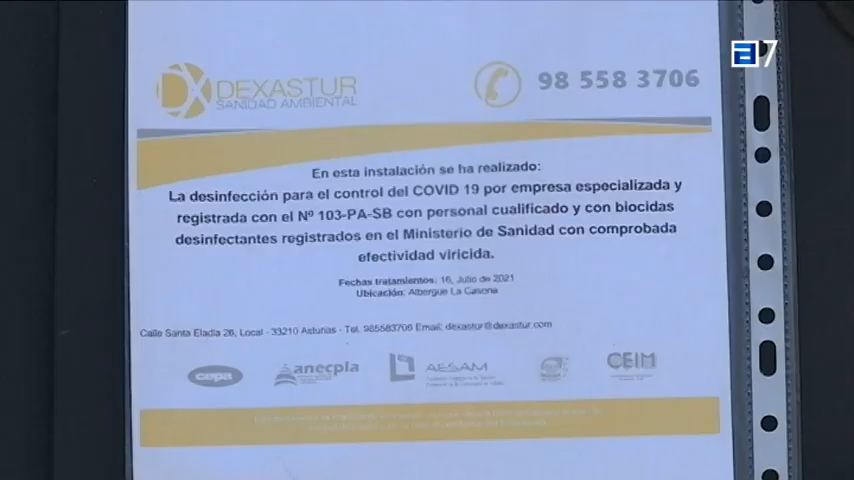 7
DX DEXASTUR
SANIDAD AMBIENTAL
98 558 3706
En esta instalación se ha realizado:
La desinfección para el control del COVID 19 por empresa especializada y
registrada con el Nº 103-PA-SB con personal cualificado y con biocidas
desinfectantes registrados en el Ministerio de Sanidad con comprobada
efectividad viricida.
Fechas tratamientos: 16, Julio de 2021
Ubicación: Albergue La Casona
Calle Santa Eladia 26, Local - 33210 Asturias - Tel. 985583706 Email: dexastur@dexastur.com
cepa
anecpla
AESAM
CEIM